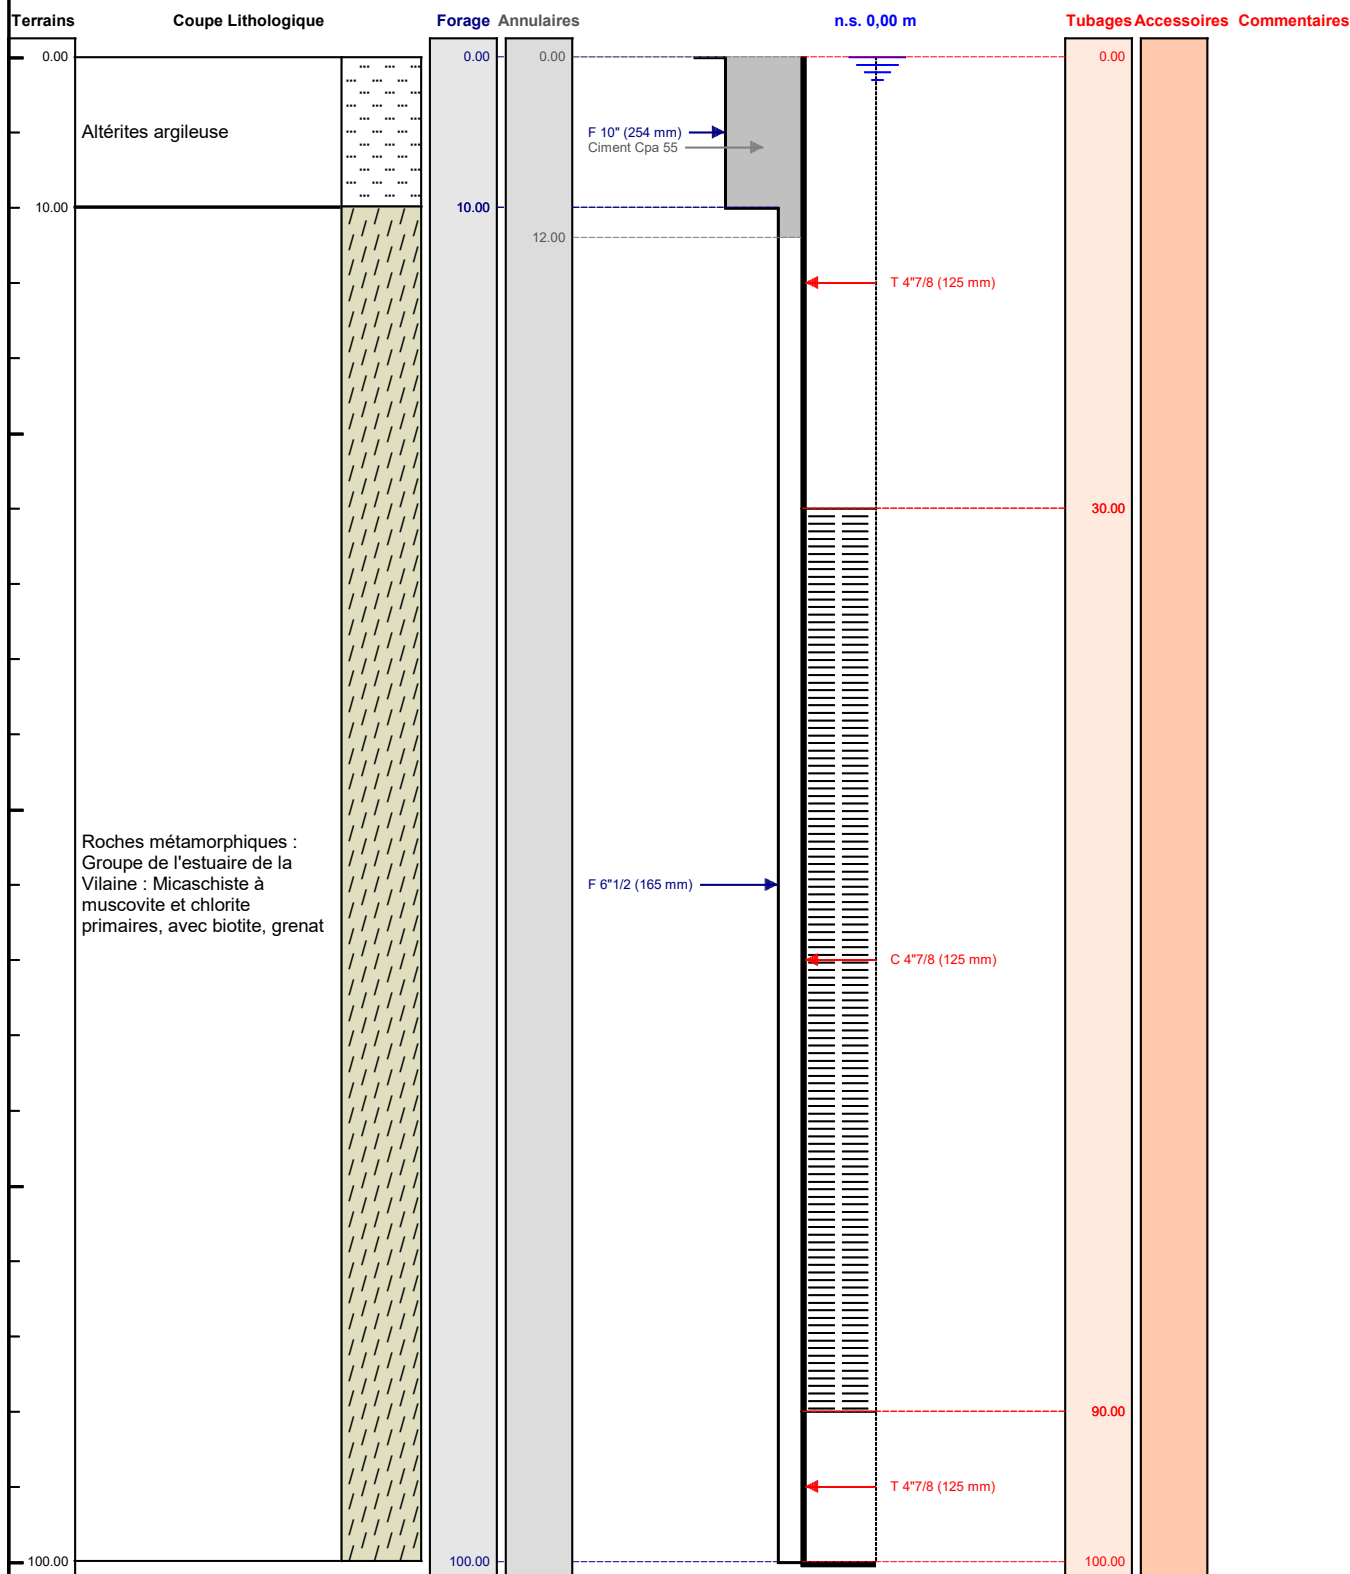 Terrains
Coupe Lithologique
Forage
Annulaires
n.s. 0,00 m
Tubages
Accessoires
Commentaires
0.00
0.00
0.00
0.00
Altérites argileuse
F 10" (254 mm)
Ciment Cpa 55
10.00
10.00
12.00
T 4"7/8 (125 mm)
30.00
Roches métamorphiques :
Groupe de l'estuaire de la
Vilaine : Micaschiste à
muscovite et chlorite
primaires, avec biotite, grenat
F 6"1/2 (165 mm)
C 4"7/8 (125 mm)
90.00
T 4"7/8 (125 mm)
100.00
100.00
100.00